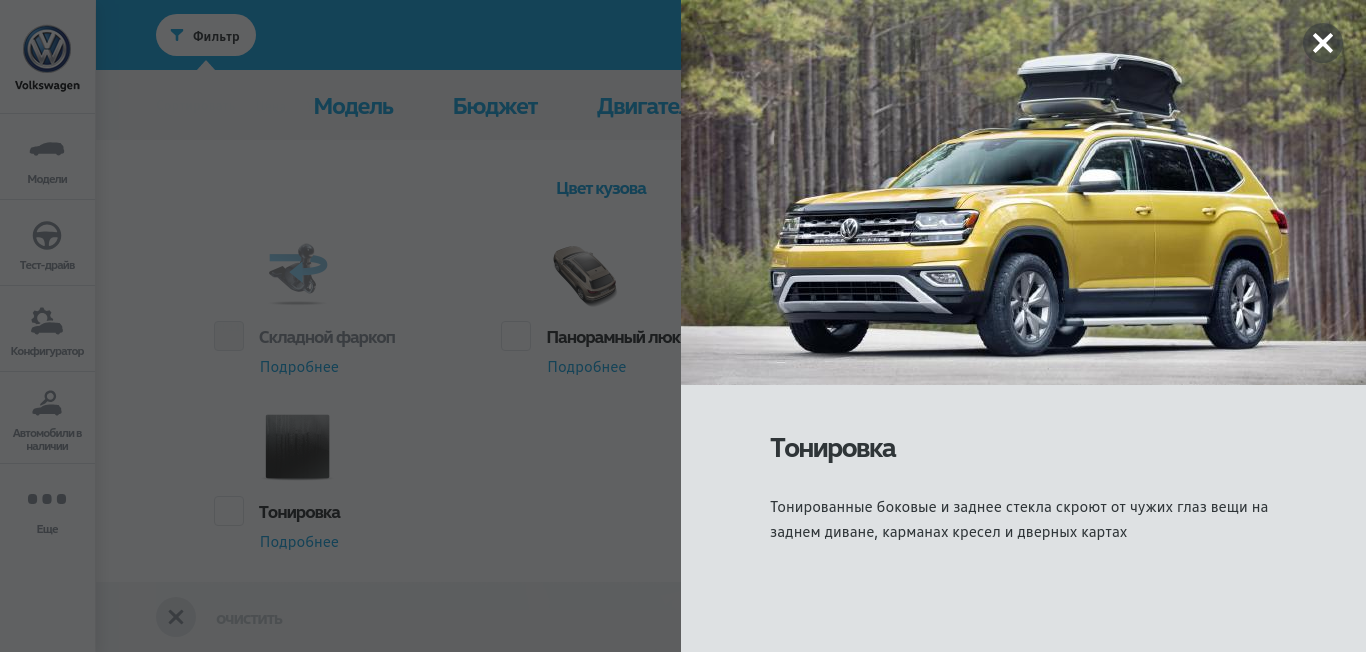 Volkswagen
Модели
Тест-драйв
Конфигуратор
Автомобили в
наличии
Еще
Фильтр
Модель
Бюджет
Цвет кузова
Складной фаркоп
Подробнее
Панорамный люк
Подробнее
Тонировка
Подробнее
ОЧИСТИТЬ
Тонировка
Тонированные боковые и заднее стекла скроют от чужих глаз вещи на
заднем диване, карманах кресел и дверных картах